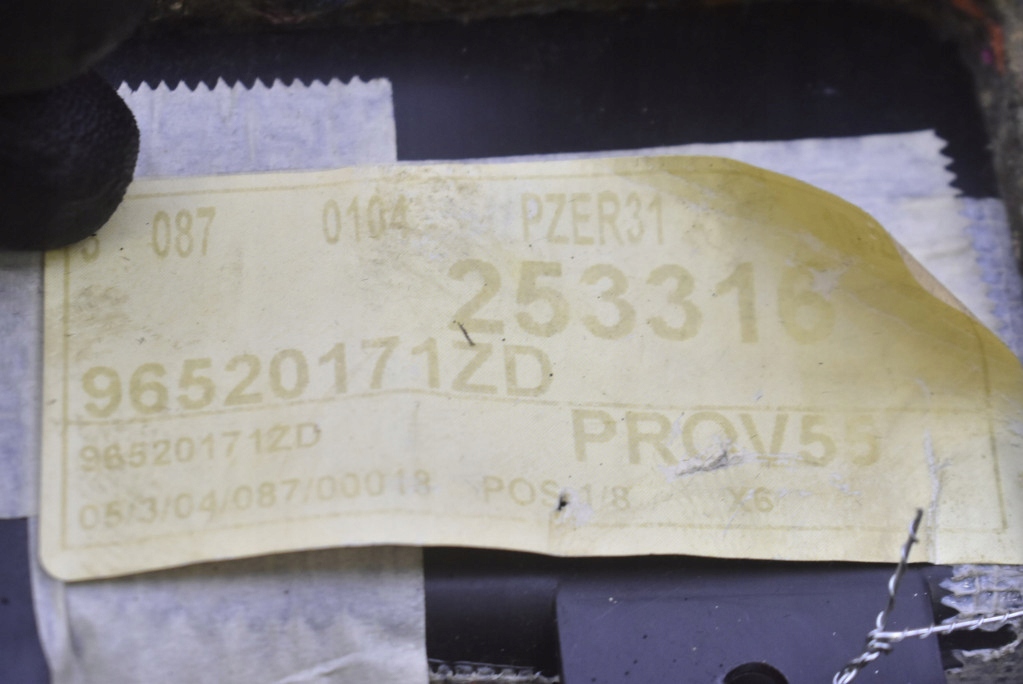 087 0104 PZER31
253316
96520171ZD
96520171ZD PROV55
05/3/04/087/00018 POS 1/8 X6